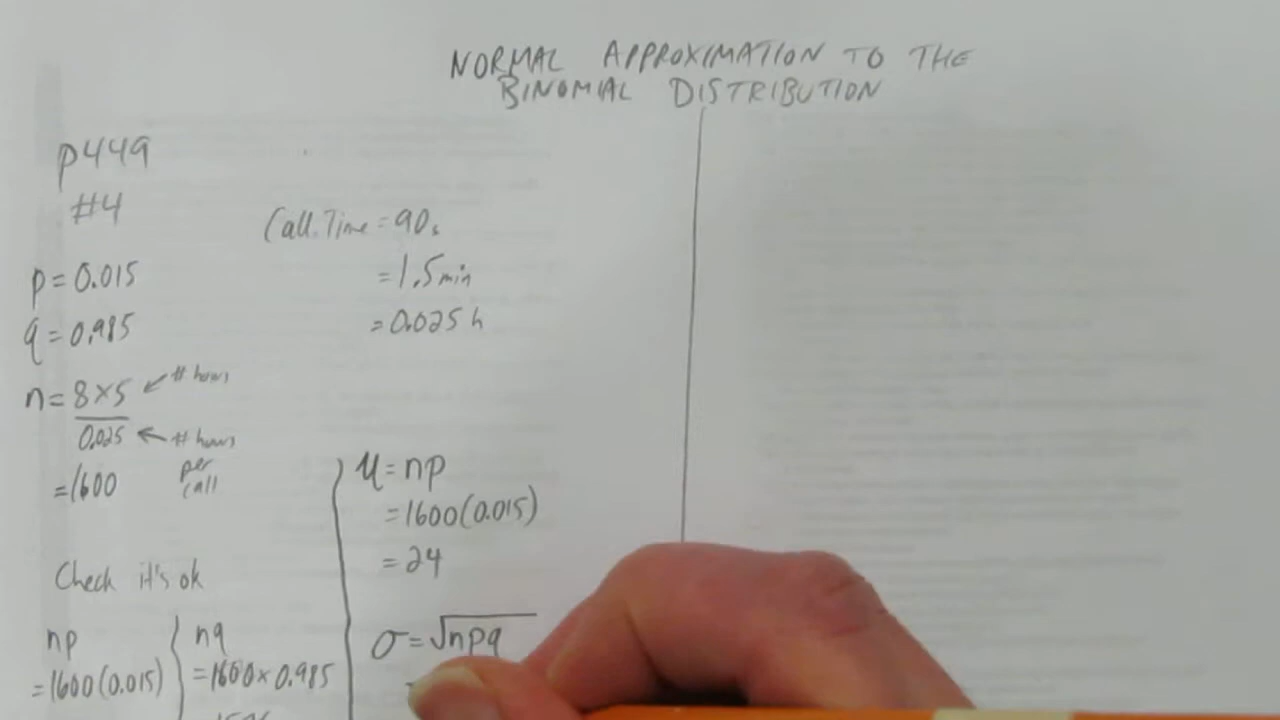 NORMAL APPROXIMATION TO THE
BINOMIAL DISTRIBUTION
p449
#4
Call.Time = 90s
= 1.5min
= 0.025 h
p = 0.015
q = 0.985
n = 8×5 ← # hours
0.025 ← # hours
per
call
= 1600
Check it's ok
np
= 1600(0.015)
nq
= 1600 × 0.985
μ = np
= 1600(0.015)
= 24
σ = √npq